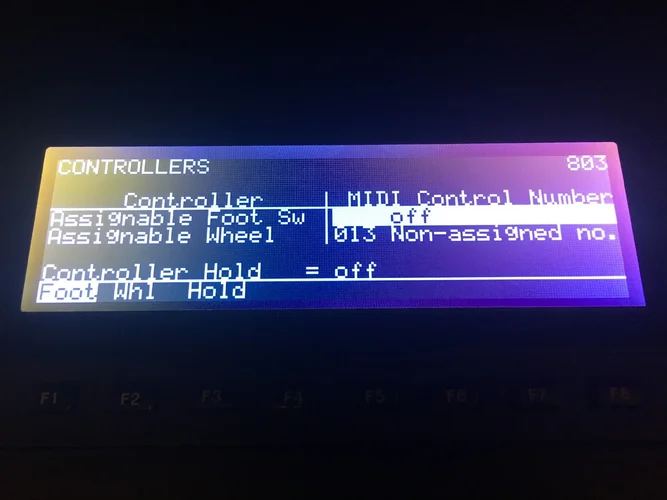 CONTROLLERS 803
Controller | MIDI Control Number
Assignable Foot Sw | off
Assignable Wheel |013 Non-assigned no.
Controller Hold = off
Foot Whl Hold
F1 F2 F3 F4 F5 F6 F7 F8